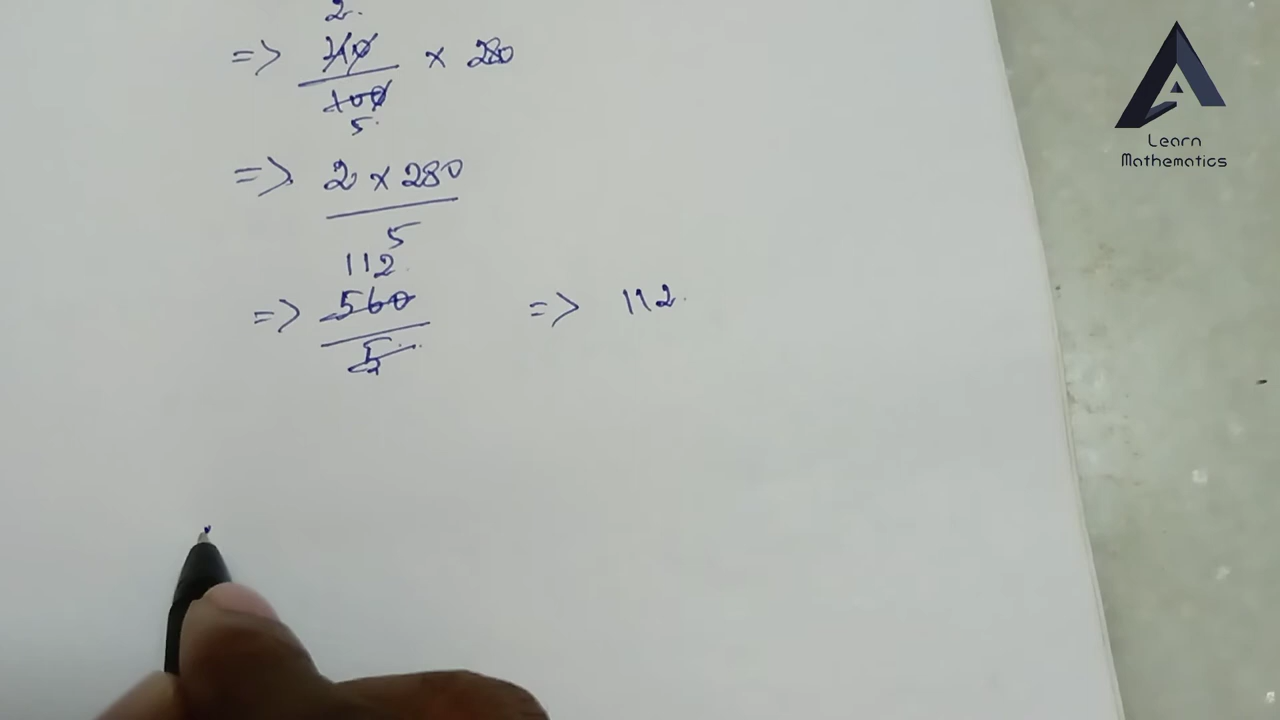 2.
=> 40/100 × 280
5.
=> 2 × 280
5
112.
=> 560/5 => 112.
Learn
Mathematics